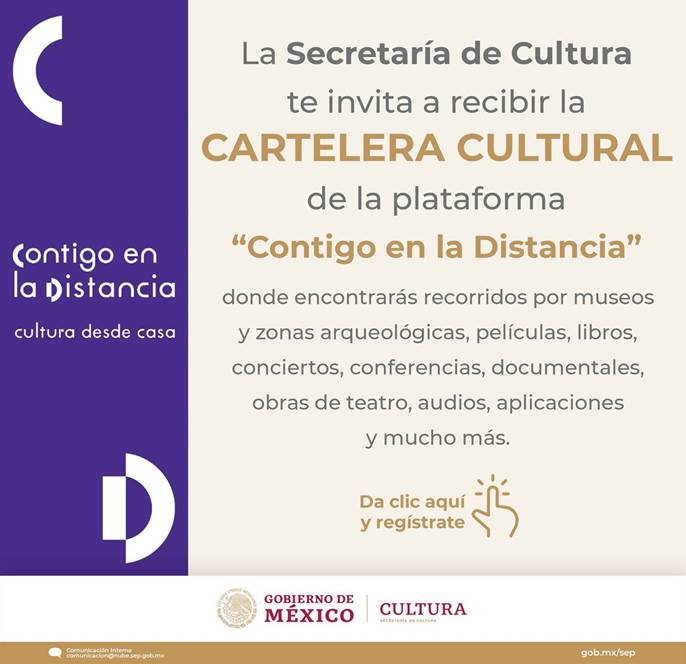 Contigo en
la Distancia
cultura desde casa
La Secretaría de Cultura
te invita a recibir la
CARTELERA CULTURAL
de la plataforma
“Contigo en la Distancia”
donde encontrarás recorridos por museos
y zonas arqueológicas, películas, libros,
conciertos, conferencias, documentales,
obras de teatro, audios, aplicaciones
y mucho más.
Da clic aquí
y regístrate
GOBIERNO DE
MÉXICO
CULTURA
SECRETARÍA DE CULTURA
Comunicación Interna
comunicacion@nube.sep.gob.mx
gob.mx/sep